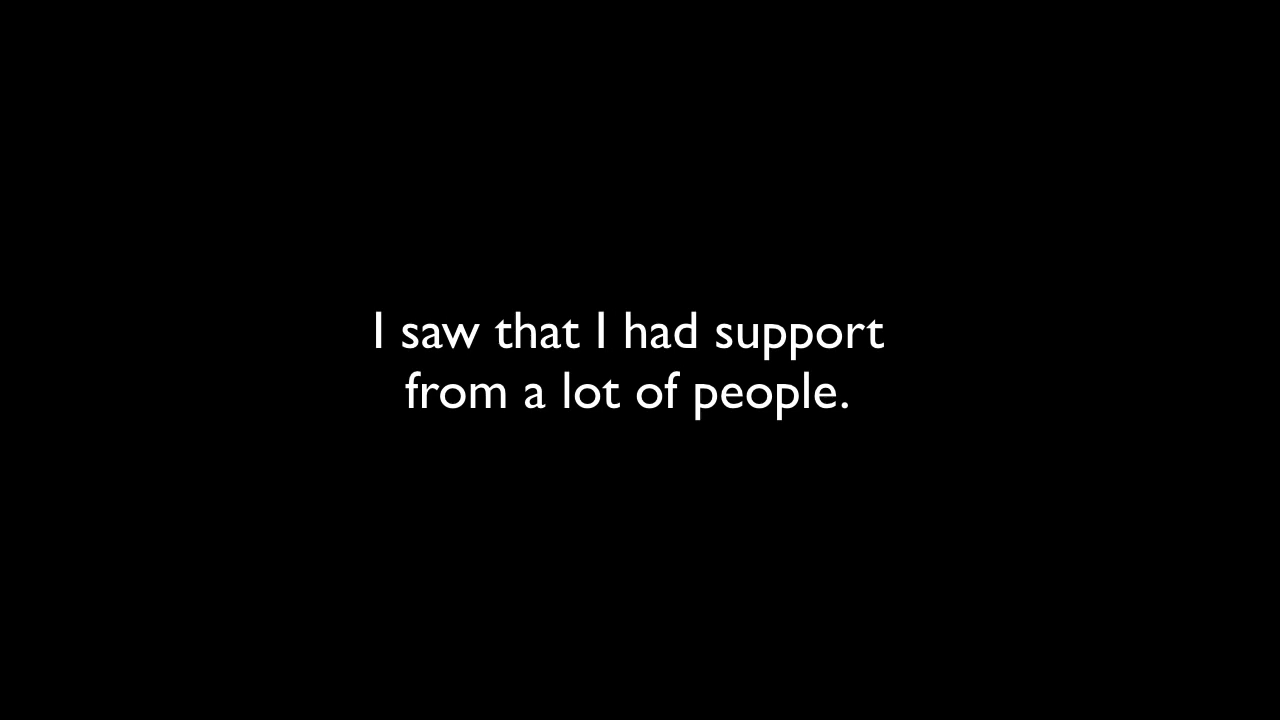 I saw that I had support
from a lot of people.